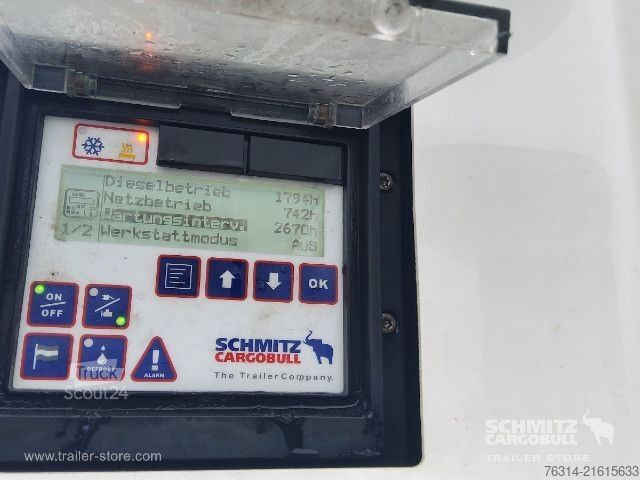 Dieselbetrieb 1794h
Netzbetrieb 742h
Wartungsinterv. 2670h
1/2 Werkstattmodus AUS
ON
OFF
OK
DEFROST
ALARM
SCHMITZ
CARGOBULL
The Trailer Company.
Truck
Scout24
www.trailer-store.com
SCHMITZ
CARGOBULL
TRAILER STORE
76314-21615633